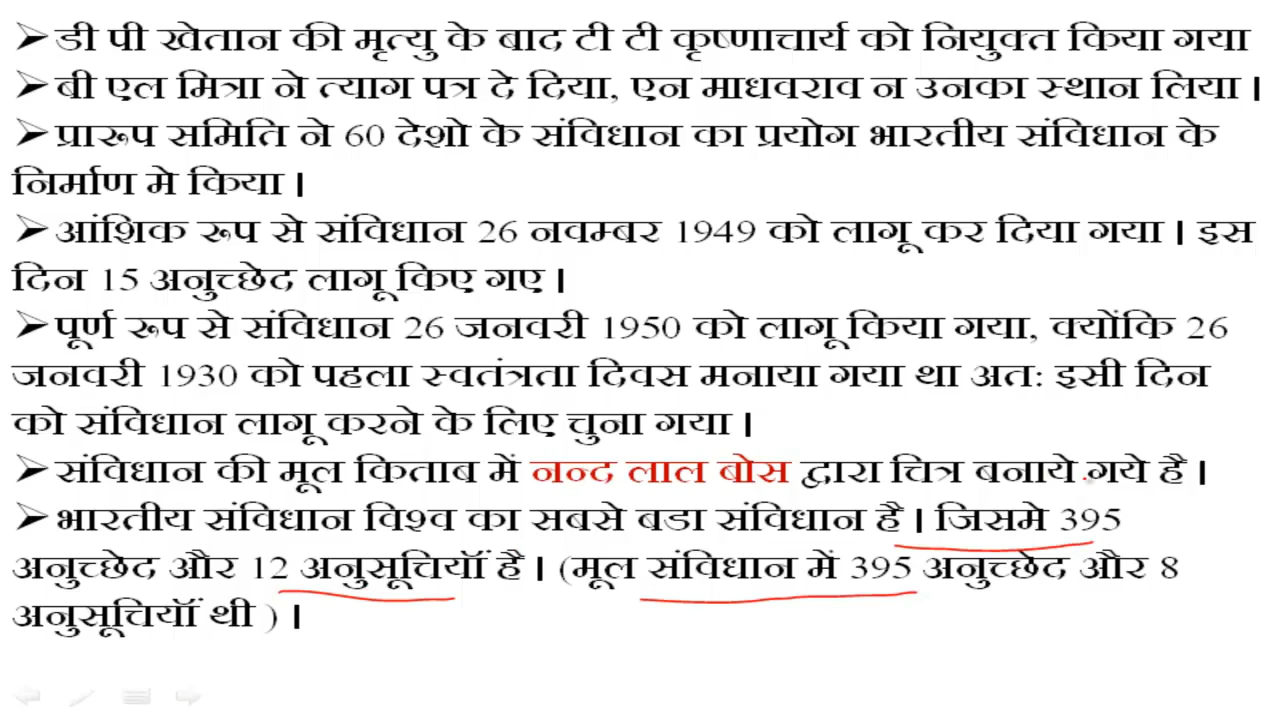 ➢डी पी खेतान की मृत्यु के बाद टी टी कृष्णाचार्य को नियुक्त किया गया
➢बी एल मित्रा ने त्याग पत्र दे दिया, एन माधवराव न उनका स्थान लिया ।
➢प्रारूप समिति ने 60 देशो के संविधान का प्रयोग भारतीय संविधान के
निर्माण मे किया ।
➢आंशिक रूप से संविधान 26 नवम्बर 1949 को लागू कर दिया गया । इस
दिन 15 अनुच्छेद लागू किए गए ।
➢पूर्ण रूप से संविधान 26 जनवरी 1950 को लागू किया गया, क्योंकि 26
जनवरी 1930 को पहला स्वतंत्रता दिवस मनाया गया था अतः इसी दिन
को संविधान लागू करने के लिए चुना गया ।
➢संविधान की मूल किताब में नन्द लाल बोस द्वारा चित्र बनाये गये है ।
➢भारतीय संविधान विश्व का सबसे बडा संविधान है । जिसमे 395
अनुच्छेद और 12 अनुसूचियॉं है । (मूल संविधान में 395 अनुच्छेद और 8
अनुसूचियॉं थी ) ।